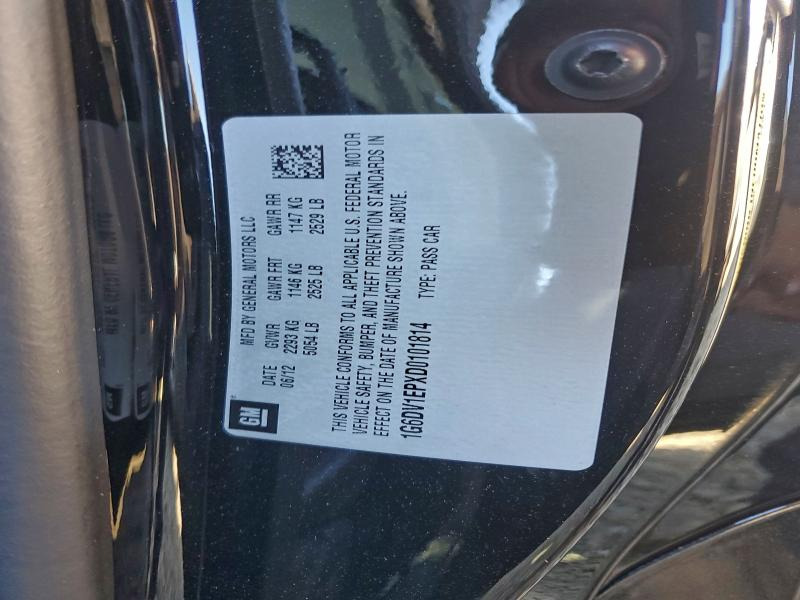 GM
MFD BY GENERAL MOTORS LLC
DATE GVWR GAWR FRT GAWR RR
06/12 2293 KG 1146 KG 1147 KG
5054 LB 2525 LB 2529 LB
THIS VEHICLE CONFORMS TO ALL APPLICABLE U.S. FEDERAL MOTOR
VEHICLE SAFETY, BUMPER, AND THEFT PREVENTION STANDARDS IN
EFFECT ON THE DATE OF MANUFACTURE SHOWN ABOVE.
1G6DV1EPXD0101814 TYPE: PASS CAR